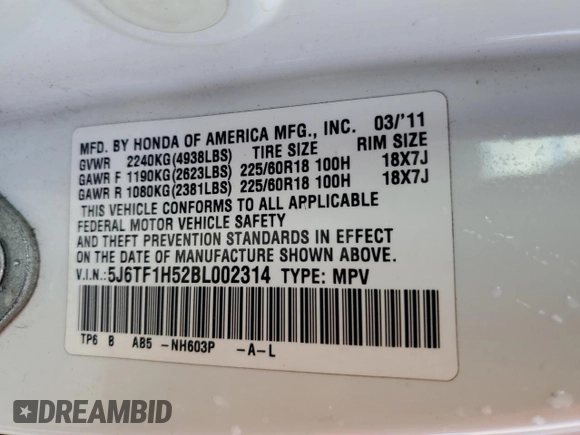 MFD. BY HONDA OF AMERICA MFG., INC. 03/'11
GVWR 2240KG(4938LBS) TIRE SIZE RIM SIZE
GAWR F 1190KG(2623LBS) 225/60R18 100H 18X7J
GAWR R 1080KG(2381LBS) 225/60R18 100H 18X7J
THIS VEHICLE CONFORMS TO ALL APPLICABLE
FEDERAL MOTOR VEHICLE SAFETY
AND THEFT PREVENTION STANDARDS IN EFFECT
ON THE DATE OF MANUFACTURE SHOWN ABOVE.
V.I.N.: 5J6TF1H52BL002314 TYPE: MPV
TP6 B AB5 -NH603P -A-L
DREAMBID